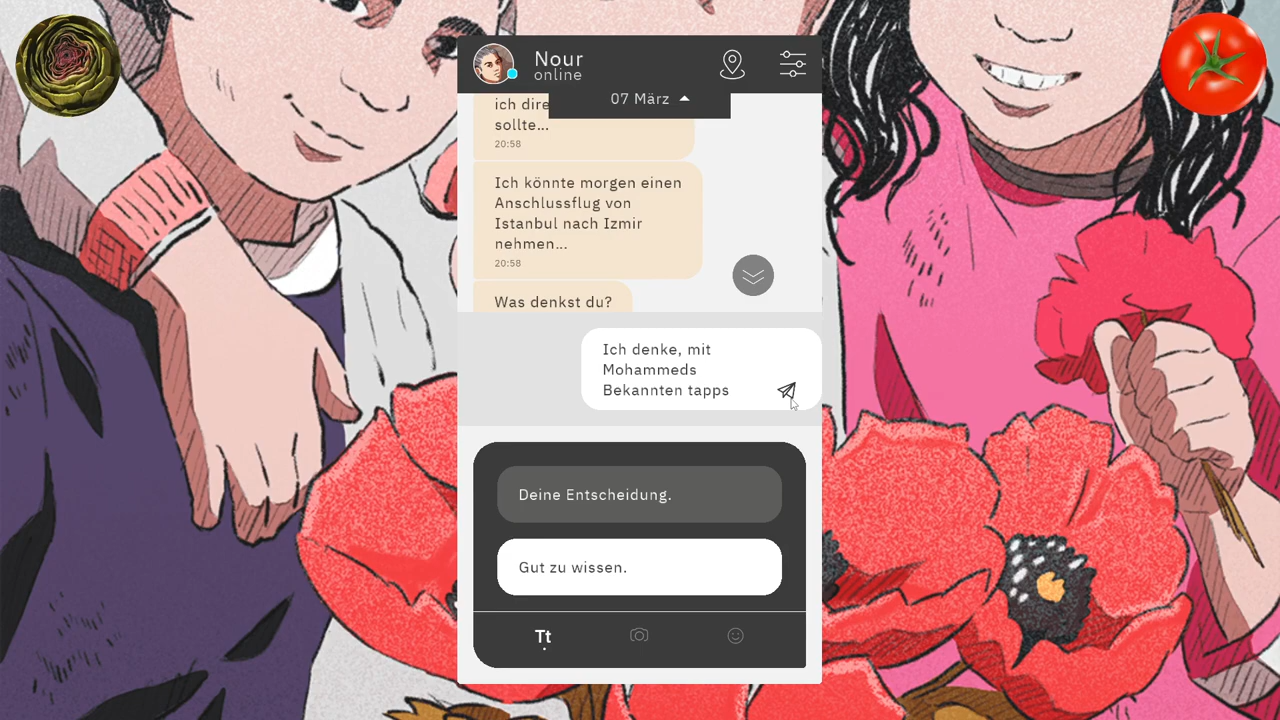 Nour
online
07 März
ich dire
sollte...
20:58
Ich könnte morgen einen
Anschlussflug von
Istanbul nach Izmir
nehmen...
20:58
Was denkst du?
Ich denke, mit
Mohammeds
Bekannten tapps
Deine Entscheidung.
Gut zu wissen.
Tt